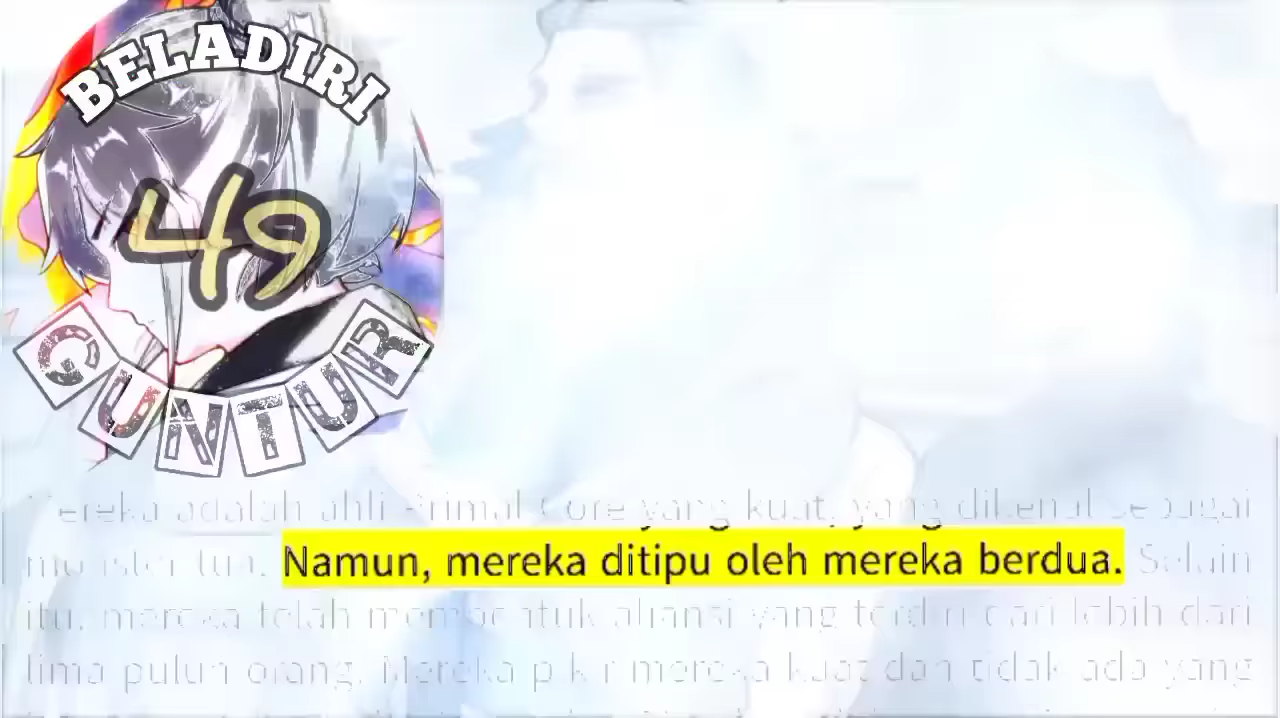 BELADIRI
49
GUNTUR
Mereka adalah ahli Primal Core yang kuat, yang dikenal sebagai
monster tua. Namun, mereka ditipu oleh mereka berdua. Selain
itu, mereka telah membentuk aliansi yang terdiri dari lebih dari
lima puluh orang. Mereka pikir mereka kuat dan tidak ada yang